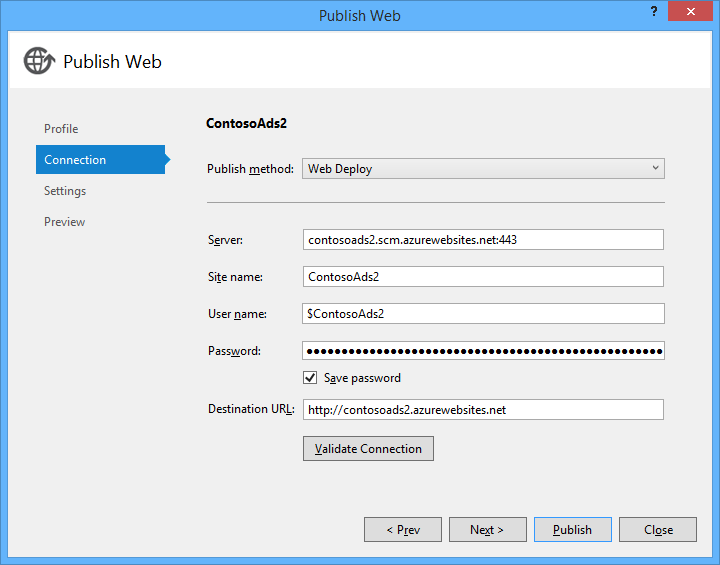 Publish Web
?
Publish Web
Profile
Connection
Settings
Preview
ContosoAds2
Publish method: Web Deploy
Server: contosoads2.scm.azurewebsites.net:443
Site name: ContosoAds2
User name: $ContosoAds2
Password: ●●●●●●●●●●●●●●●●●●●●●●●●●●●●●●●●●●●●●●●●●●●●●●●●●●●
Save password
Destination URL: http://contosoads2.azurewebsites.net
Validate Connection
< Prev Next > Publish Close